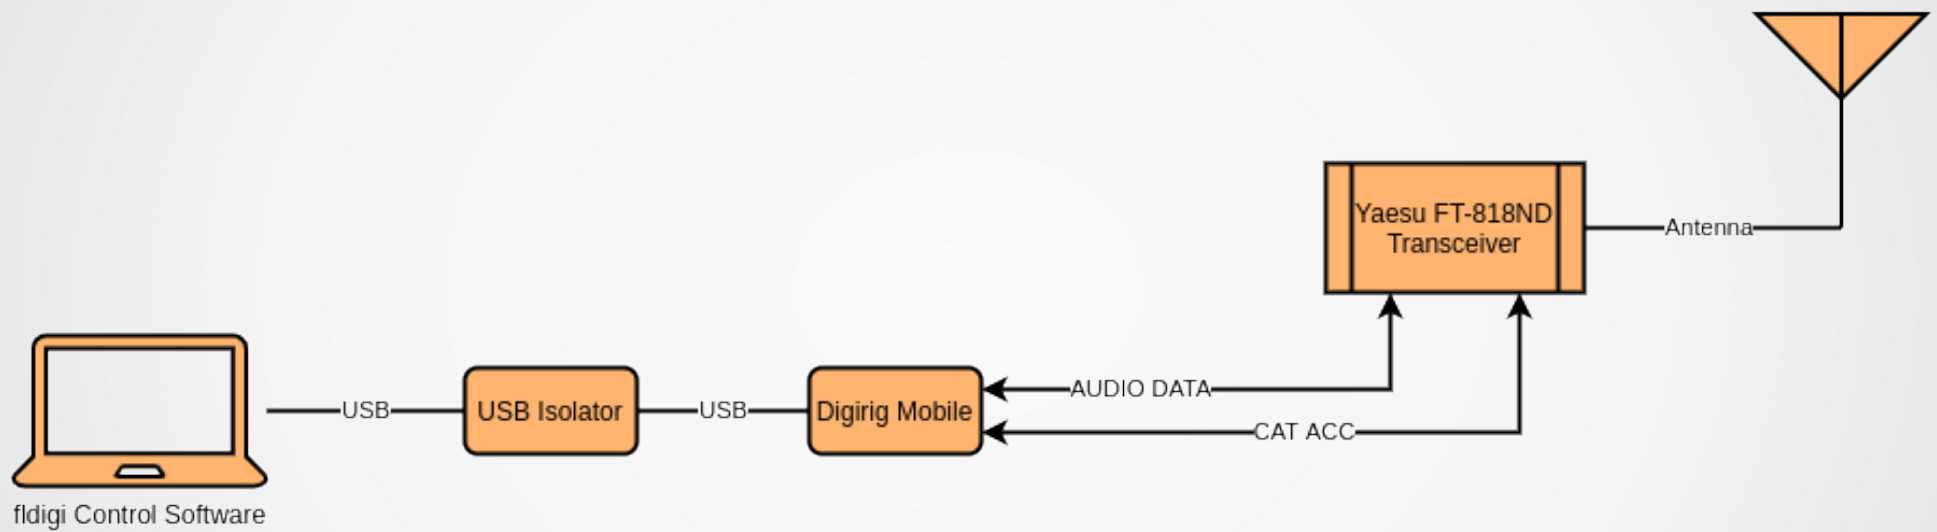 Yaesu FT-818ND
Transceiver
Antenna
AUDIO DATA
USB
USB Isolator
USB
Digirig Mobile
CAT ACC
fldigi Control Software